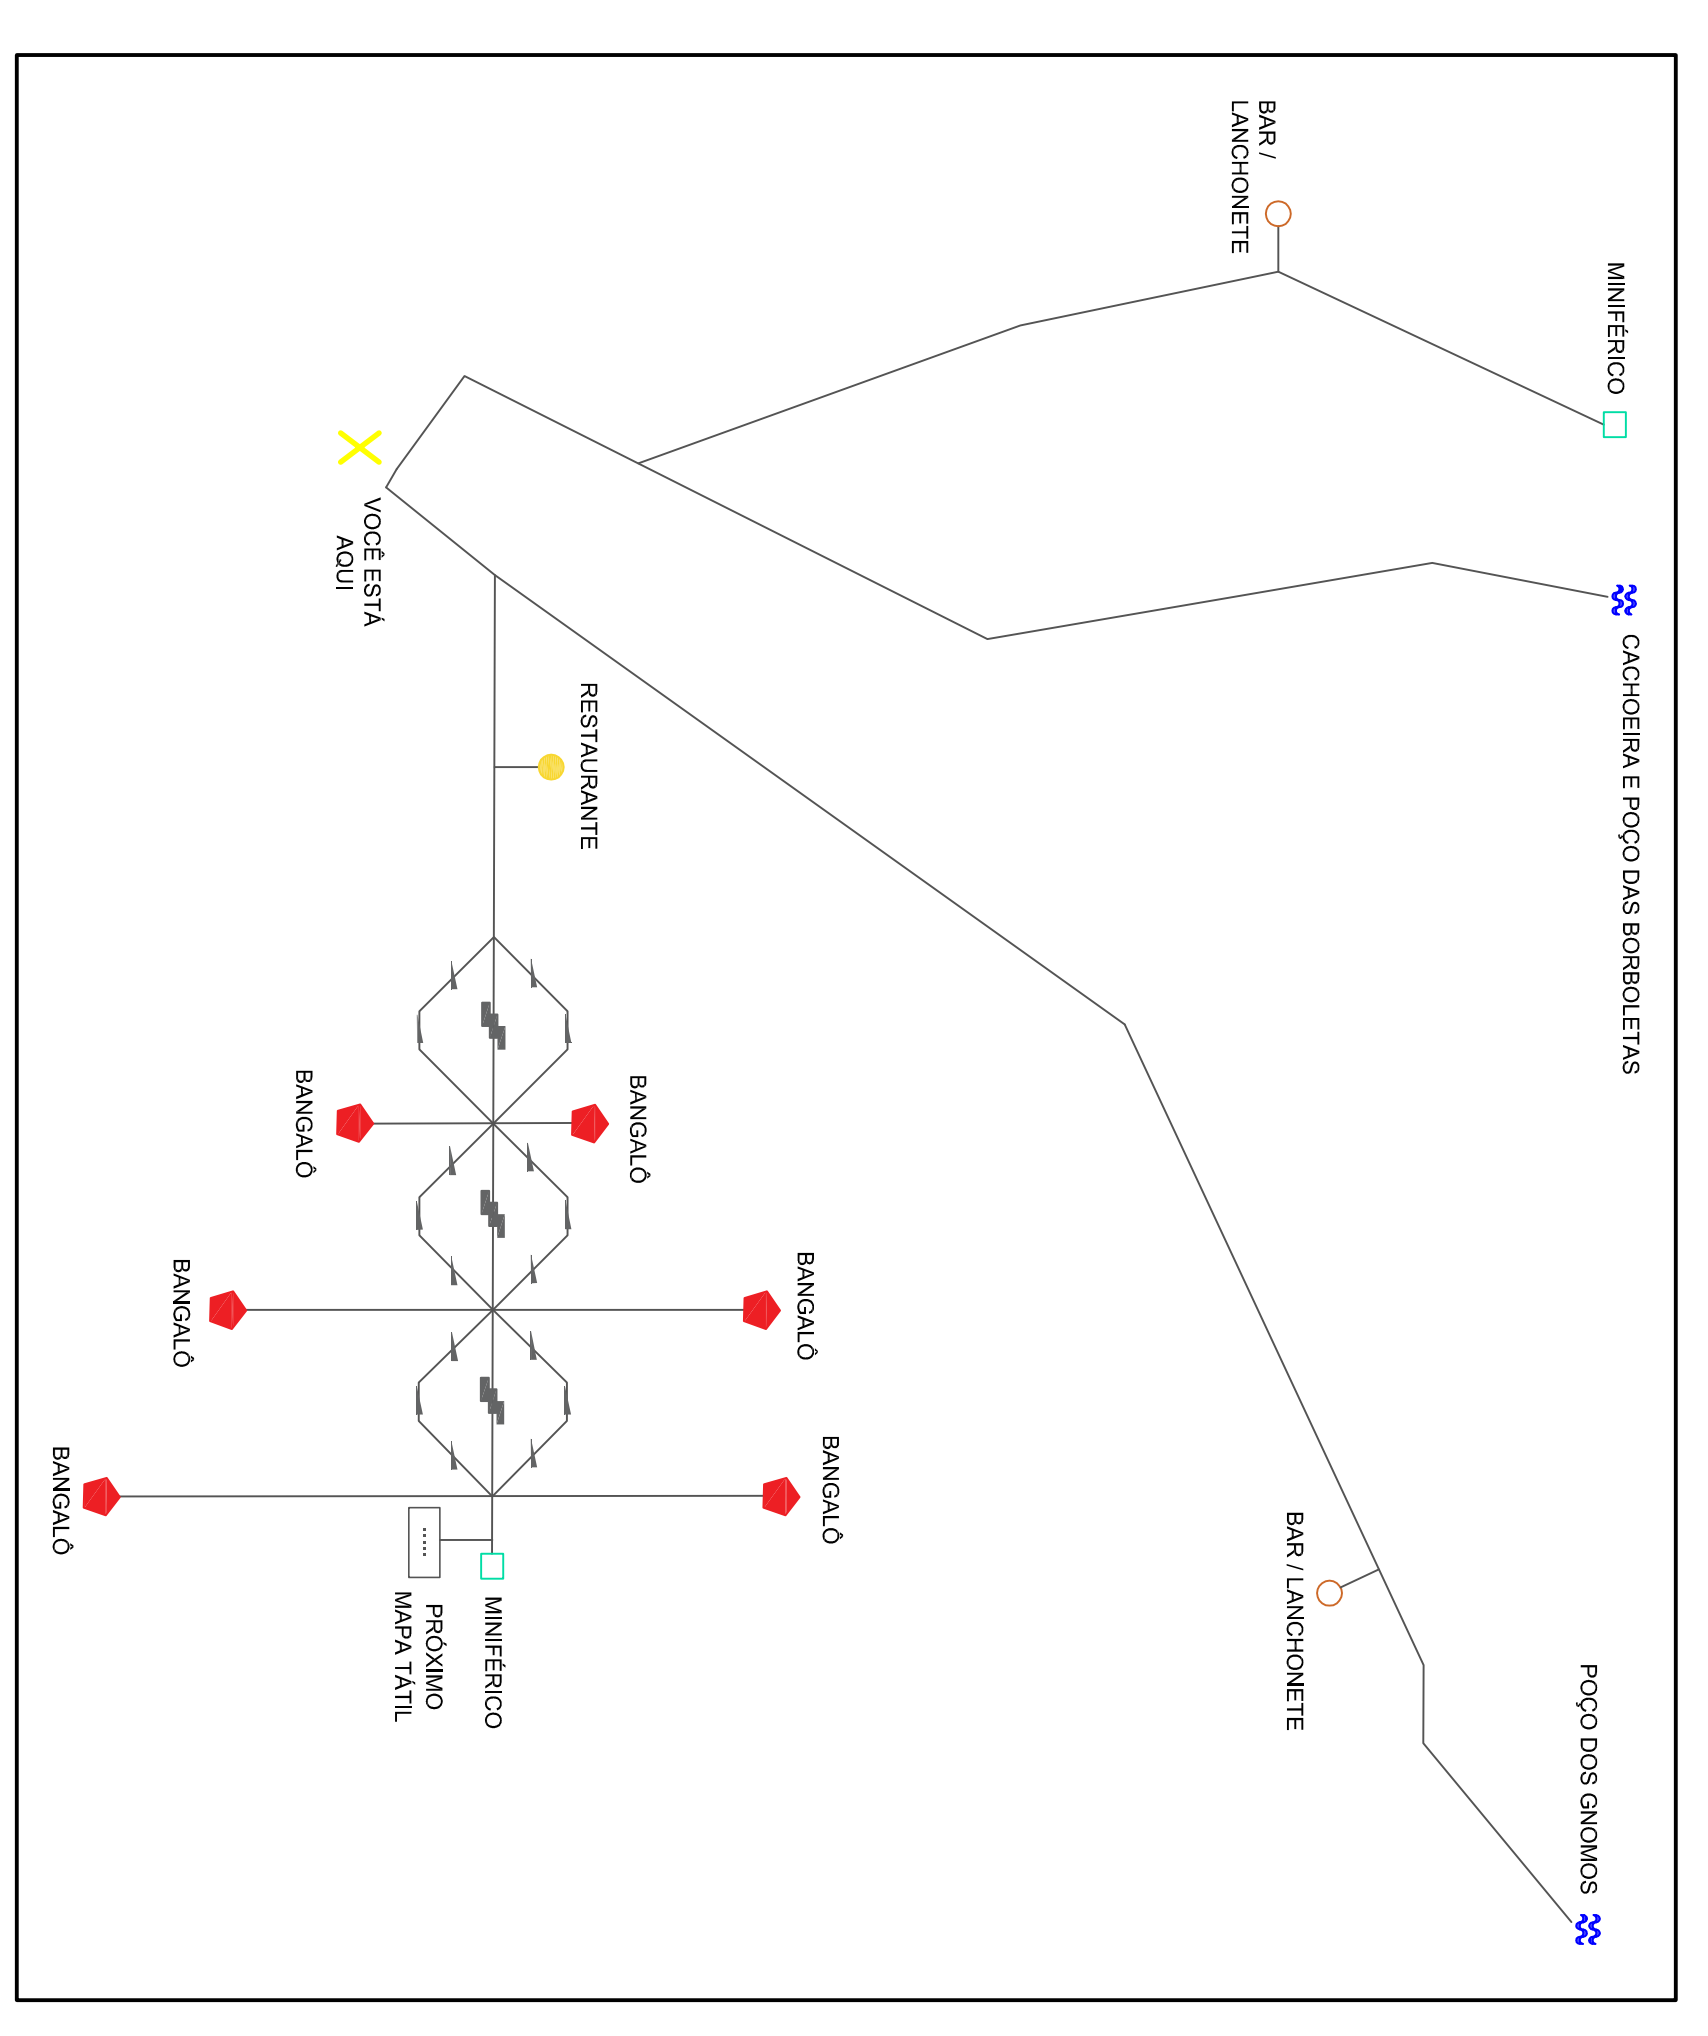 MINIFÉRICO
CACHOEIRA E POÇO DAS BORBOLETAS
POÇO DOS GNOMOS
BAR /
LANCHONETE
BAR / LANCHONETE
RESTAURANTE
BANGALÔ
BANGALÔ
BANGALÔ
VOCÊ ESTÁ
AQUI
MINIFÉRICO
PRÓXIMO
MAPA TÁTIL
BANGALÔ
BANGALÔ
BANGALÔ